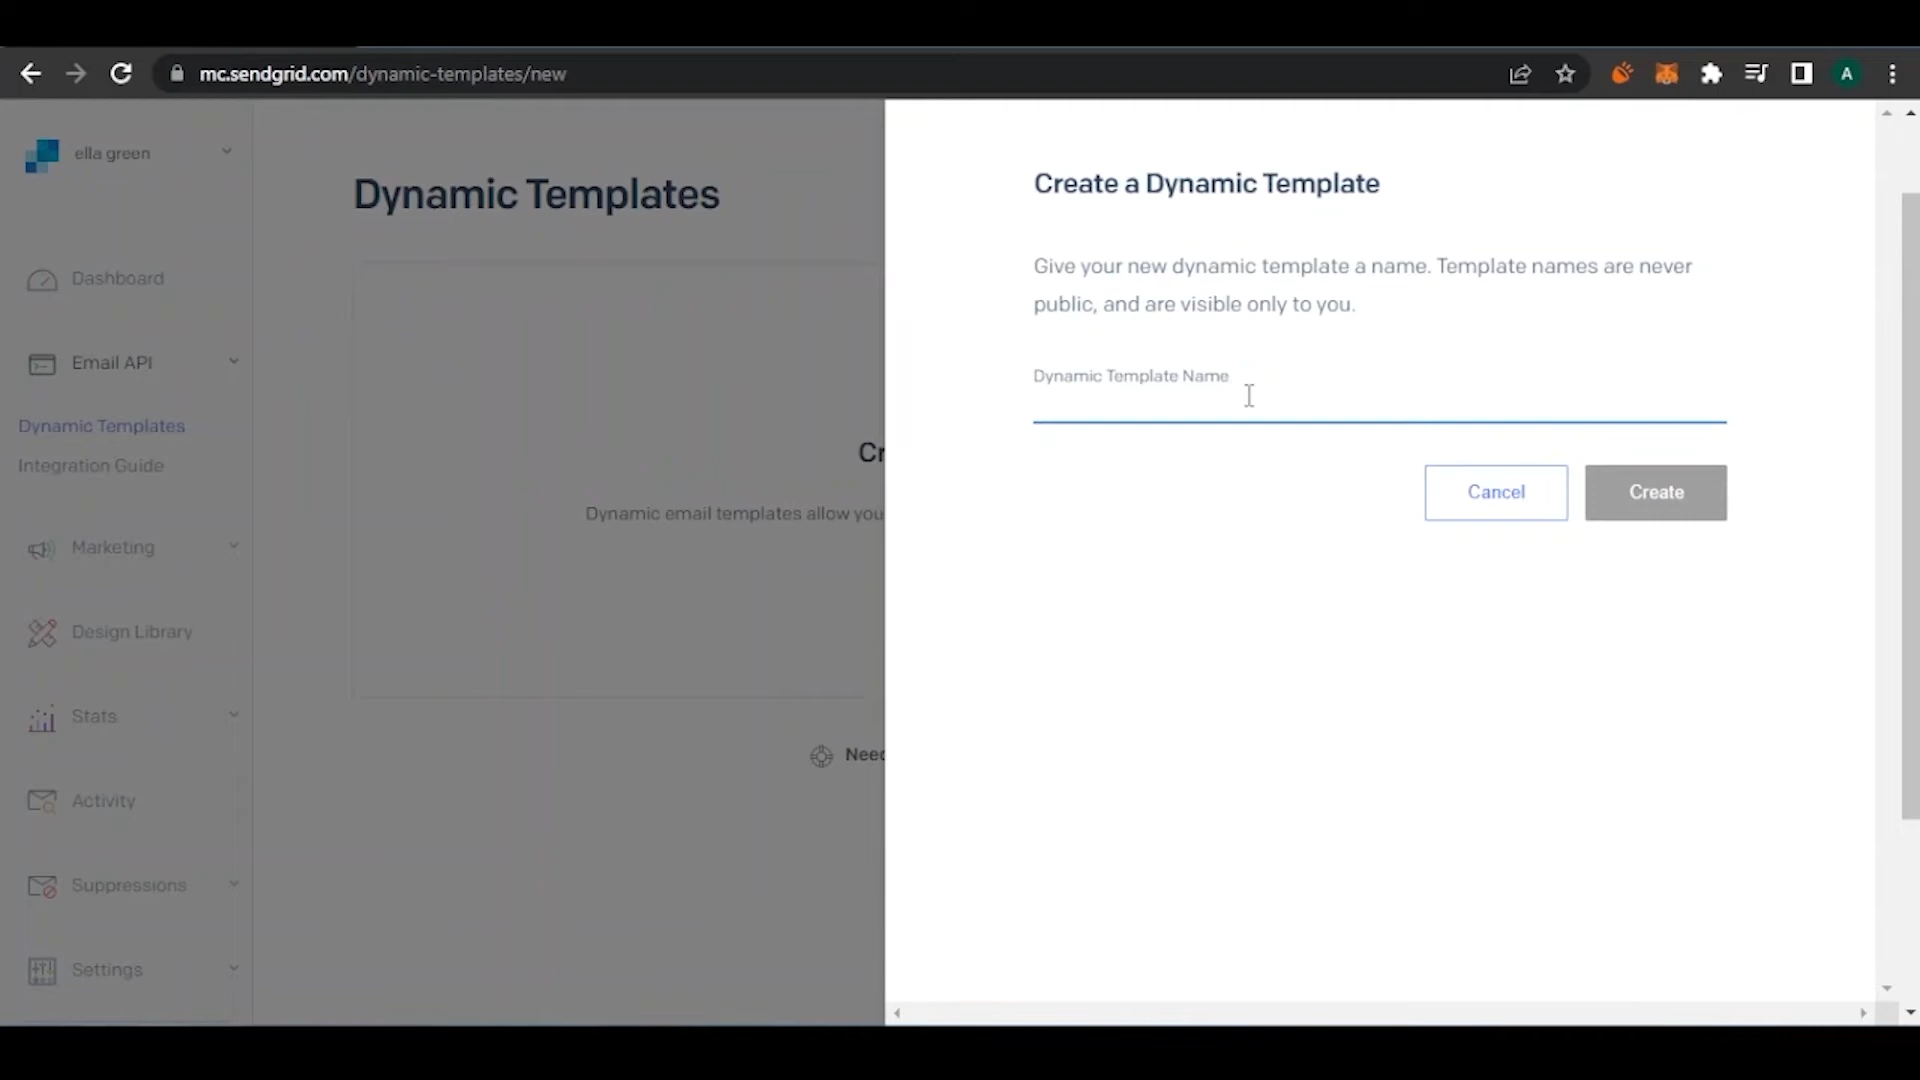 mc.sendgrid.com/dynamic-templates/new
A
ella green
Dashboard
Email API
Dynamic Templates
Integration Guide
Marketing
Design Library
Stats
Activity
Suppressions
Settings
Dynamic Templates
Cr
Dynamic email templates allow you
Need
Create a Dynamic Template
Give your new dynamic template a name. Template names are never
public, and are visible only to you.
Dynamic Template Name
Cancel
Create